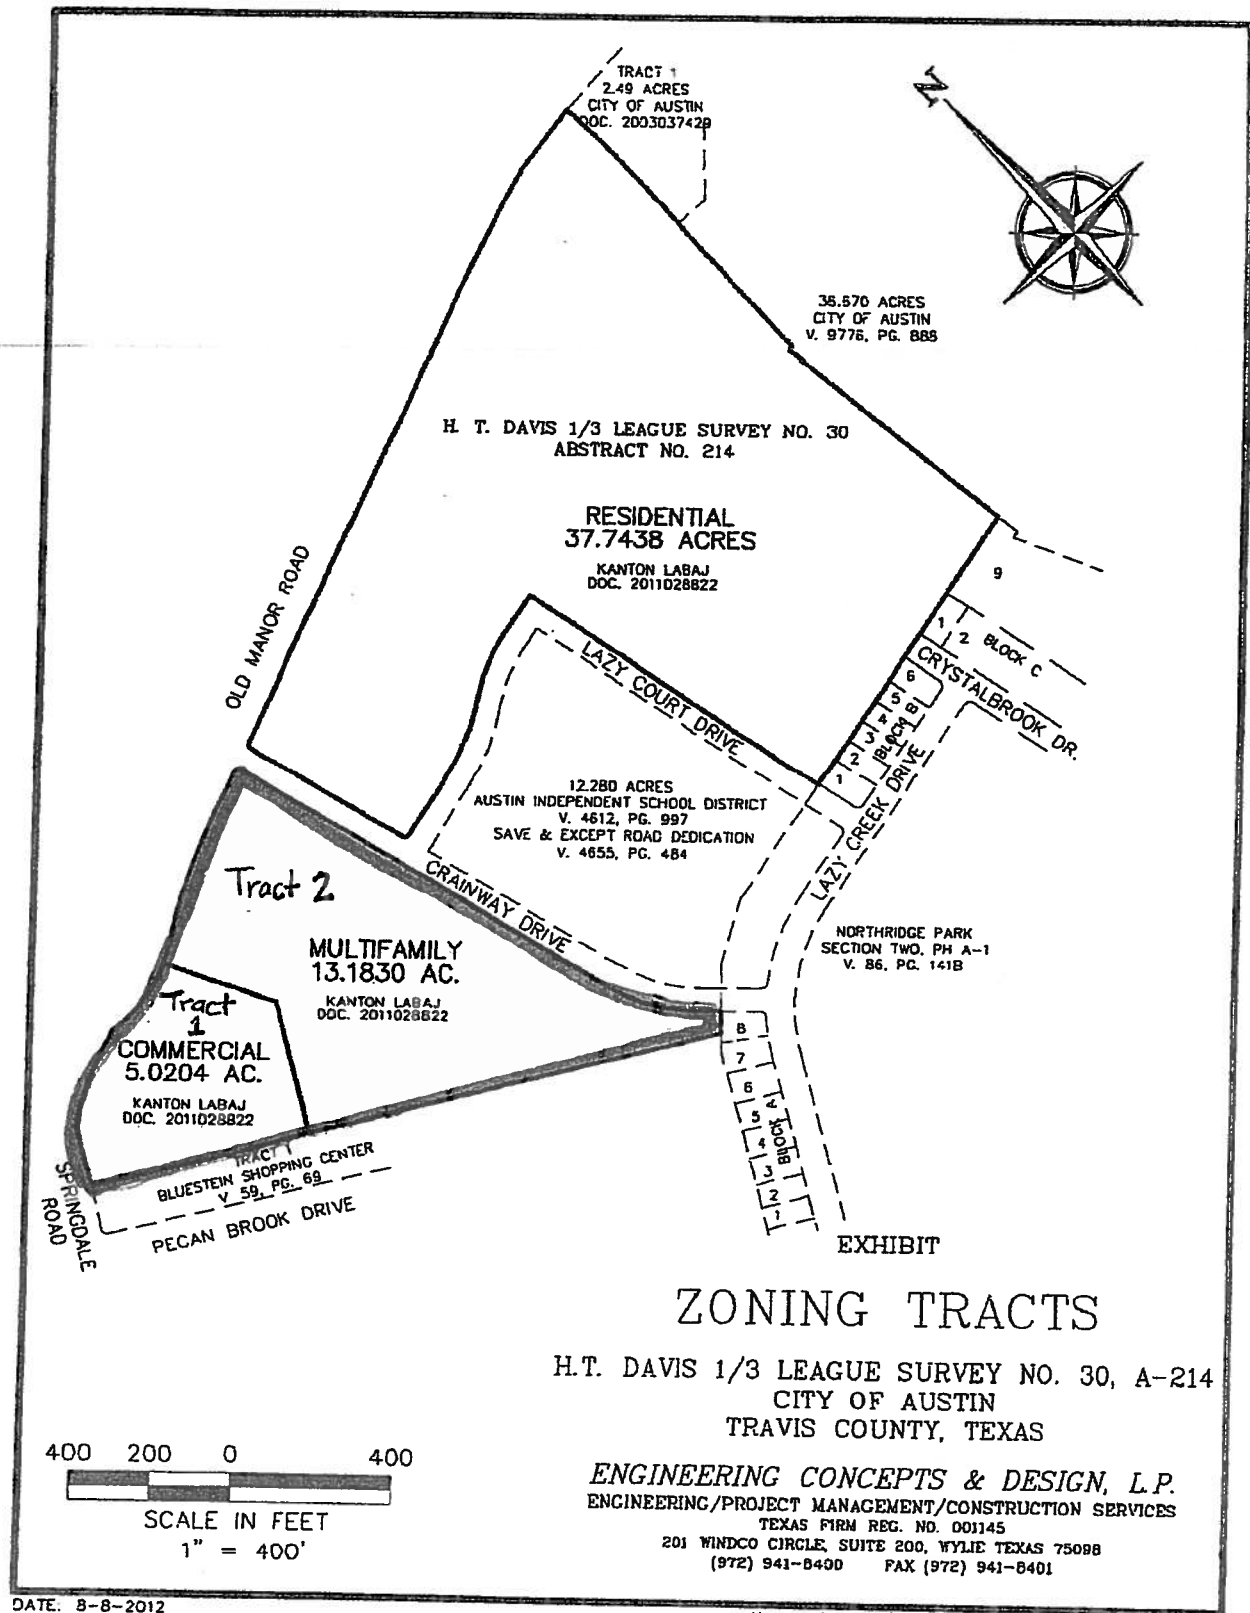 TRACT 1
2.49 ACRES
CITY OF AUSTIN
DOC. 2003037429
N
36.570 ACRES
CITY OF AUSTIN
V. 9776, PG. 888
H. T. DAVIS 1/3 LEAGUE SURVEY NO. 30
ABSTRACT NO. 214
RESIDENTIAL
37.7438 ACRES
KANTON LABAJ
DOC. 2011028822
OLD MANOR ROAD
LAZY COURT DRIVE
9
1
2
BLOCK C
CRYSTALBROOK DR.
6
5
4
3
2
1
BLOCK B
LAZY CREEK DRIVE
12.280 ACRES
AUSTIN INDEPENDENT SCHOOL DISTRICT
V. 4612, PG. 997
SAVE & EXCEPT ROAD DEDICATION
V. 4655, PG. 484
CRAINWAY DRIVE
Tract 2
MULTIFAMILY
13.1830 AC.
KANTON LABAJ
DOC. 2011028822
NORTHRIDGE PARK
SECTION TWO, PH A-1
V. 86, PG. 141B
Tract
1
COMMERCIAL
5.0204 AC.
KANTON LABAJ
DOC. 2011028822
8
7
6
5
4
3
2
1
BLOCK A
TRACT 1
BLUESTEIN SHOPPING CENTER
V 59, PG. 69
SPRINGDALE
ROAD
PECAN BROOK DRIVE
EXHIBIT
ZONING TRACTS
H.T. DAVIS 1/3 LEAGUE SURVEY NO. 30, A-214
CITY OF AUSTIN
TRAVIS COUNTY, TEXAS
400 200 0 400
SCALE IN FEET
1" = 400'
ENGINEERING CONCEPTS & DESIGN, L.P.
ENGINEERING/PROJECT MANAGEMENT/CONSTRUCTION SERVICES
TEXAS FIRM REG. NO. 001145
201 WINDCO CIRCLE, SUITE 200, WYLIE TEXAS 75098
(972) 941-8400 FAX (972) 941-8401
DATE: 8-8-2012